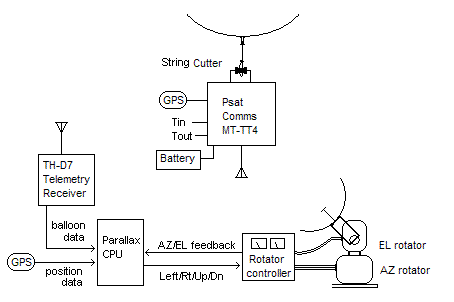 String Cutter
GPS
Psat
Comms
MT-TT4
Tin
Tout
Battery
TH-D7
Telemetry
Receiver
balloon
data
GPS
position
data
Parallax
CPU
AZ/EL feedback
Left/Rt/Up/Dn
Rotator
controller
EL rotator
AZ rotator